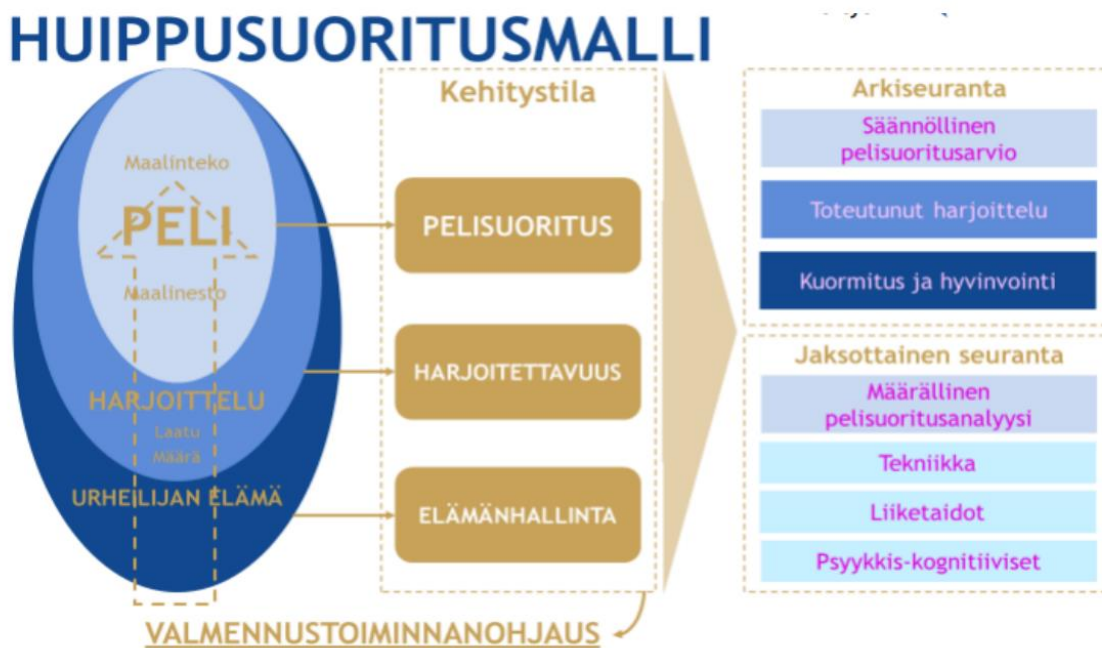 HUIPPUSUORITUSMALLI
Maalinteko
PELI
Maalinesto
HARJOITTELU
Laatu
Määrä
URHEILIJAN ELÄMÄ
Kehitystila
PELISUORITUS
HARJOITETTAVUUS
ELÄMÄNHALLINTA
VALMENNUSTOIMINNANOHJAUS
Arkiseuranta
Säännöllinen
pelisuoritusarvio
Toteutunut harjoittelu
Kuormitus ja hyvinvointi
Jaksottainen seuranta
Määrällinen
pelisuoritusanalyysi
Tekniikka
Liiketaidot
Psyykkis-kognitiiviset